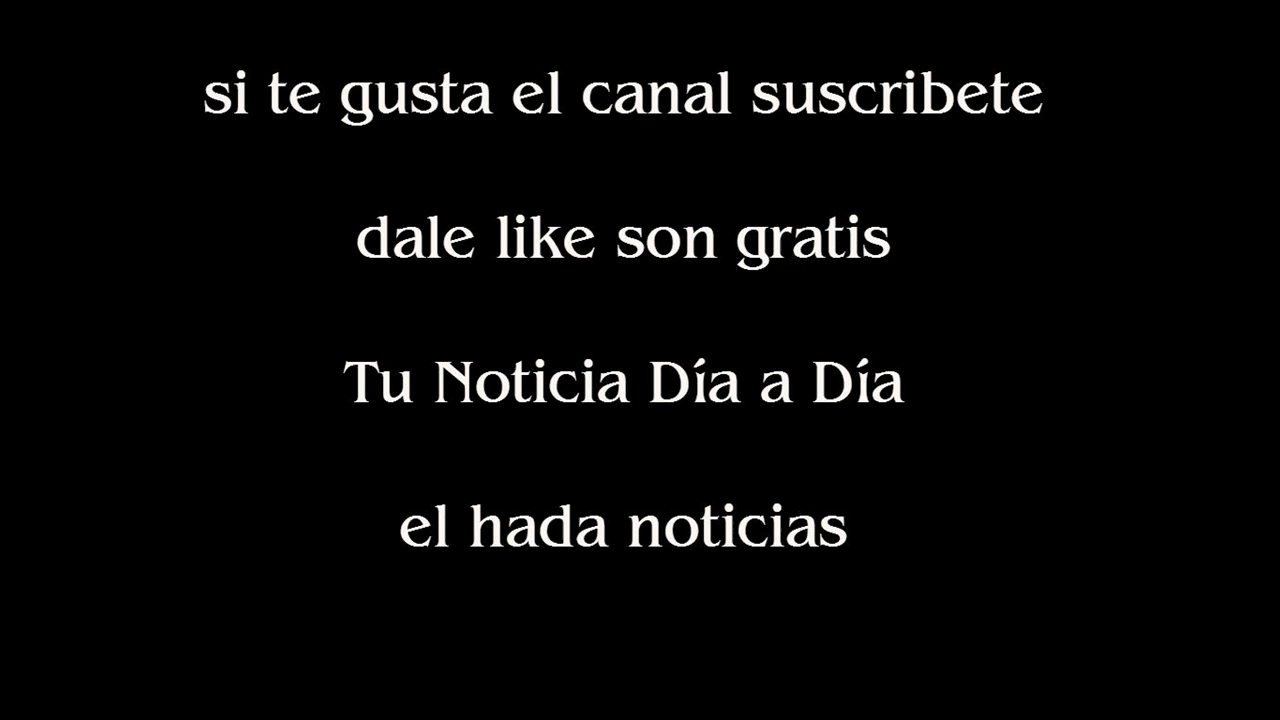 si te gusta el canal suscribete
dale like son gratis
Tu Noticia Día a Día
el hada noticias